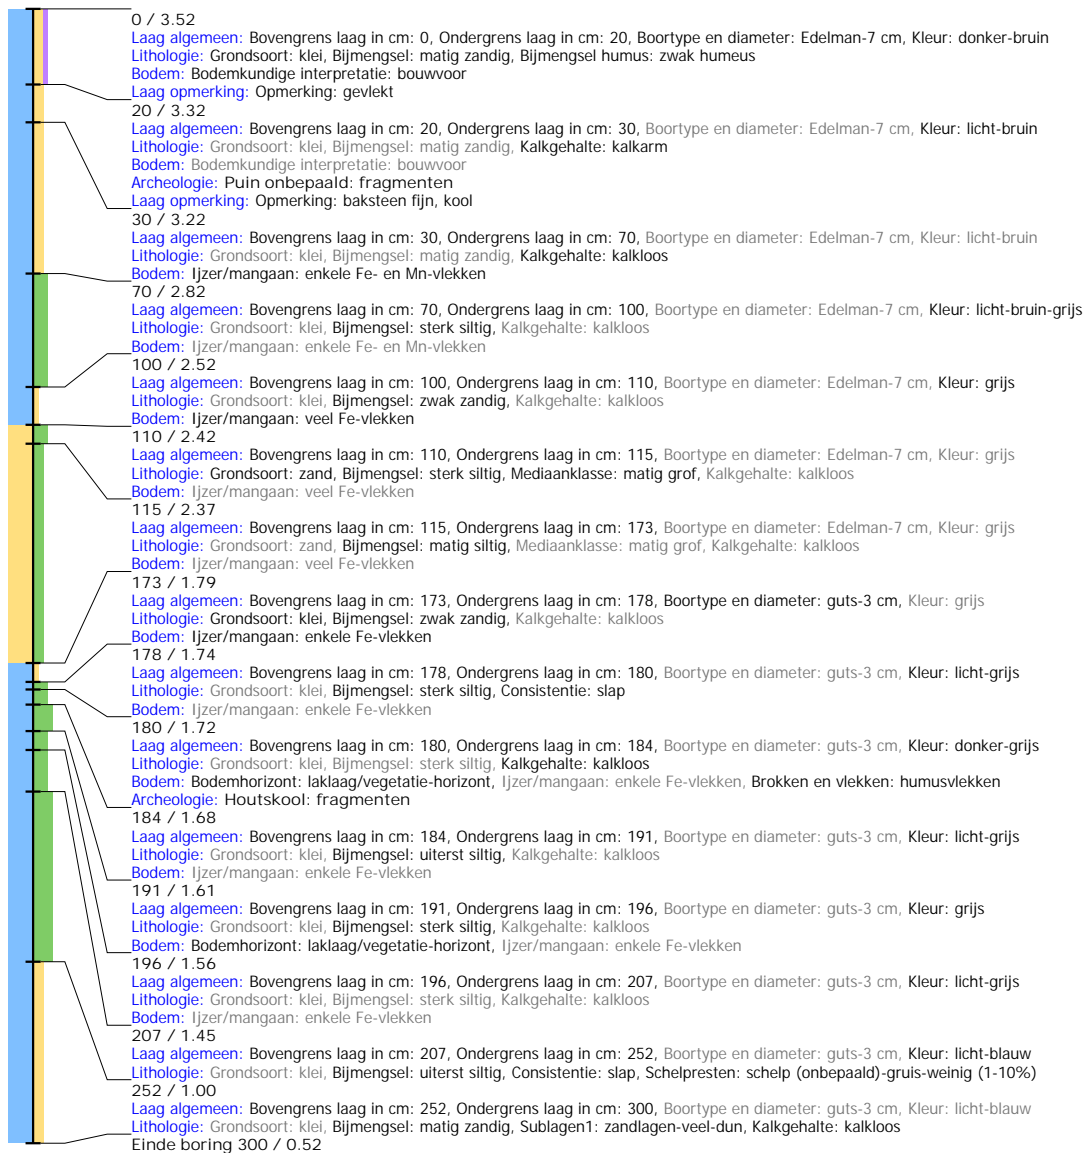 0 / 3.52
Laag algemeen: Bovengrens laag in cm: 0, Ondergrens laag in cm: 20, Boortype en diameter: Edelman-7 cm, Kleur: donker-bruin
Lithologie: Grondsoort: klei, Bijmengsel: matig zandig, Bijmengsel humus: zwak humeus
Bodem: Bodemkundige interpretatie: bouwvoor
Laag opmerking: Opmerking: gevlekt
20 / 3.32
Laag algemeen: Bovengrens laag in cm: 20, Ondergrens laag in cm: 30, Boortype en diameter: Edelman-7 cm, Kleur: licht-bruin
Lithologie: Grondsoort: klei, Bijmengsel: matig zandig, Kalkgehalte: kalkarm
Bodem: Bodemkundige interpretatie: bouwvoor
Archeologie: Puin onbepaald: fragmenten
Laag opmerking: Opmerking: baksteen fijn, kool
30 / 3.22
Laag algemeen: Bovengrens laag in cm: 30, Ondergrens laag in cm: 70, Boortype en diameter: Edelman-7 cm, Kleur: licht-bruin
Lithologie: Grondsoort: klei, Bijmengsel: matig zandig, Kalkgehalte: kalkloos
Bodem: Ijzer/mangaan: enkele Fe- en Mn-vlekken
70 / 2.82
Laag algemeen: Bovengrens laag in cm: 70, Ondergrens laag in cm: 100, Boortype en diameter: Edelman-7 cm, Kleur: licht-bruin-grijs
Lithologie: Grondsoort: klei, Bijmengsel: sterk siltig, Kalkgehalte: kalkloos
Bodem: Ijzer/mangaan: enkele Fe- en Mn-vlekken
100 / 2.52
Laag algemeen: Bovengrens laag in cm: 100, Ondergrens laag in cm: 110, Boortype en diameter: Edelman-7 cm, Kleur: grijs
Lithologie: Grondsoort: klei, Bijmengsel: zwak zandig, Kalkgehalte: kalkloos
Bodem: Ijzer/mangaan: veel Fe-vlekken
110 / 2.42
Laag algemeen: Bovengrens laag in cm: 110, Ondergrens laag in cm: 115, Boortype en diameter: Edelman-7 cm, Kleur: grijs
Lithologie: Grondsoort: zand, Bijmengsel: sterk siltig, Mediaanklasse: matig grof, Kalkgehalte: kalkloos
Bodem: Ijzer/mangaan: veel Fe-vlekken
115 / 2.37
Laag algemeen: Bovengrens laag in cm: 115, Ondergrens laag in cm: 173, Boortype en diameter: Edelman-7 cm, Kleur: grijs
Lithologie: Grondsoort: zand, Bijmengsel: matig siltig, Mediaanklasse: matig grof, Kalkgehalte: kalkloos
Bodem: Ijzer/mangaan: veel Fe-vlekken
173 / 1.79
Laag algemeen: Bovengrens laag in cm: 173, Ondergrens laag in cm: 178, Boortype en diameter: guts-3 cm, Kleur: grijs
Lithologie: Grondsoort: klei, Bijmengsel: zwak zandig, Kalkgehalte: kalkloos
Bodem: Ijzer/mangaan: enkele Fe-vlekken
178 / 1.74
Laag algemeen: Bovengrens laag in cm: 178, Ondergrens laag in cm: 180, Boortype en diameter: guts-3 cm, Kleur: licht-grijs
Lithologie: Grondsoort: klei, Bijmengsel: sterk siltig, Consistentie: slap
Bodem: Ijzer/mangaan: enkele Fe-vlekken
180 / 1.72
Laag algemeen: Bovengrens laag in cm: 180, Ondergrens laag in cm: 184, Boortype en diameter: guts-3 cm, Kleur: donker-grijs
Lithologie: Grondsoort: klei, Bijmengsel: sterk siltig, Kalkgehalte: kalkloos
Bodem: Bodemhorizont: laklaag/vegetatie-horizont, Ijzer/mangaan: enkele Fe-vlekken, Brokken en vlekken: humusvlekken
Archeologie: Houtskool: fragmenten
184 / 1.68
Laag algemeen: Bovengrens laag in cm: 184, Ondergrens laag in cm: 191, Boortype en diameter: guts-3 cm, Kleur: licht-grijs
Lithologie: Grondsoort: klei, Bijmengsel: uiterst siltig, Kalkgehalte: kalkloos
Bodem: Ijzer/mangaan: enkele Fe-vlekken
191 / 1.61
Laag algemeen: Bovengrens laag in cm: 191, Ondergrens laag in cm: 196, Boortype en diameter: guts-3 cm, Kleur: grijs
Lithologie: Grondsoort: klei, Bijmengsel: sterk siltig, Kalkgehalte: kalkloos
Bodem: Bodemhorizont: laklaag/vegetatie-horizont, Ijzer/mangaan: enkele Fe-vlekken
196 / 1.56
Laag algemeen: Bovengrens laag in cm: 196, Ondergrens laag in cm: 207, Boortype en diameter: guts-3 cm, Kleur: licht-grijs
Lithologie: Grondsoort: klei, Bijmengsel: sterk siltig, Kalkgehalte: kalkloos
Bodem: Ijzer/mangaan: enkele Fe-vlekken
207 / 1.45
Laag algemeen: Bovengrens laag in cm: 207, Ondergrens laag in cm: 252, Boortype en diameter: guts-3 cm, Kleur: licht-blauw
Lithologie: Grondsoort: klei, Bijmengsel: uiterst siltig, Consistentie: slap, Schelpresten: schelp (onbepaald)-gruis-weinig (1-10%)
252 / 1.00
Laag algemeen: Bovengrens laag in cm: 252, Ondergrens laag in cm: 300, Boortype en diameter: guts-3 cm, Kleur: licht-blauw
Lithologie: Grondsoort: klei, Bijmengsel: matig zandig, Sublagen1: zandlagen-veel-dun, Kalkgehalte: kalkloos
Einde boring 300 / 0.52